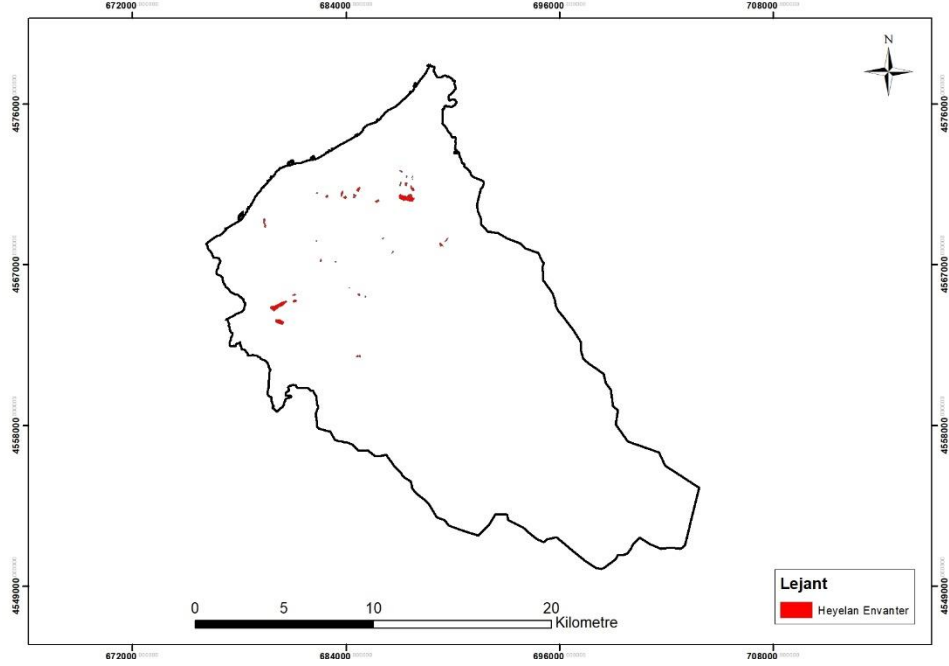 672000 684000 696000 708000
N
4576000 4576000
4567000 4567000
4558000 4558000
4549000 4549000
Lejant
Heyelan Envanter
0 5 10 20
Kilometre
672000 684000 696000 708000